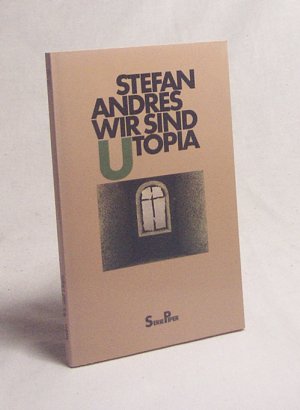 STEFAN
ANDRES
WIR SIND
UTOPIA
SERIE PIPER